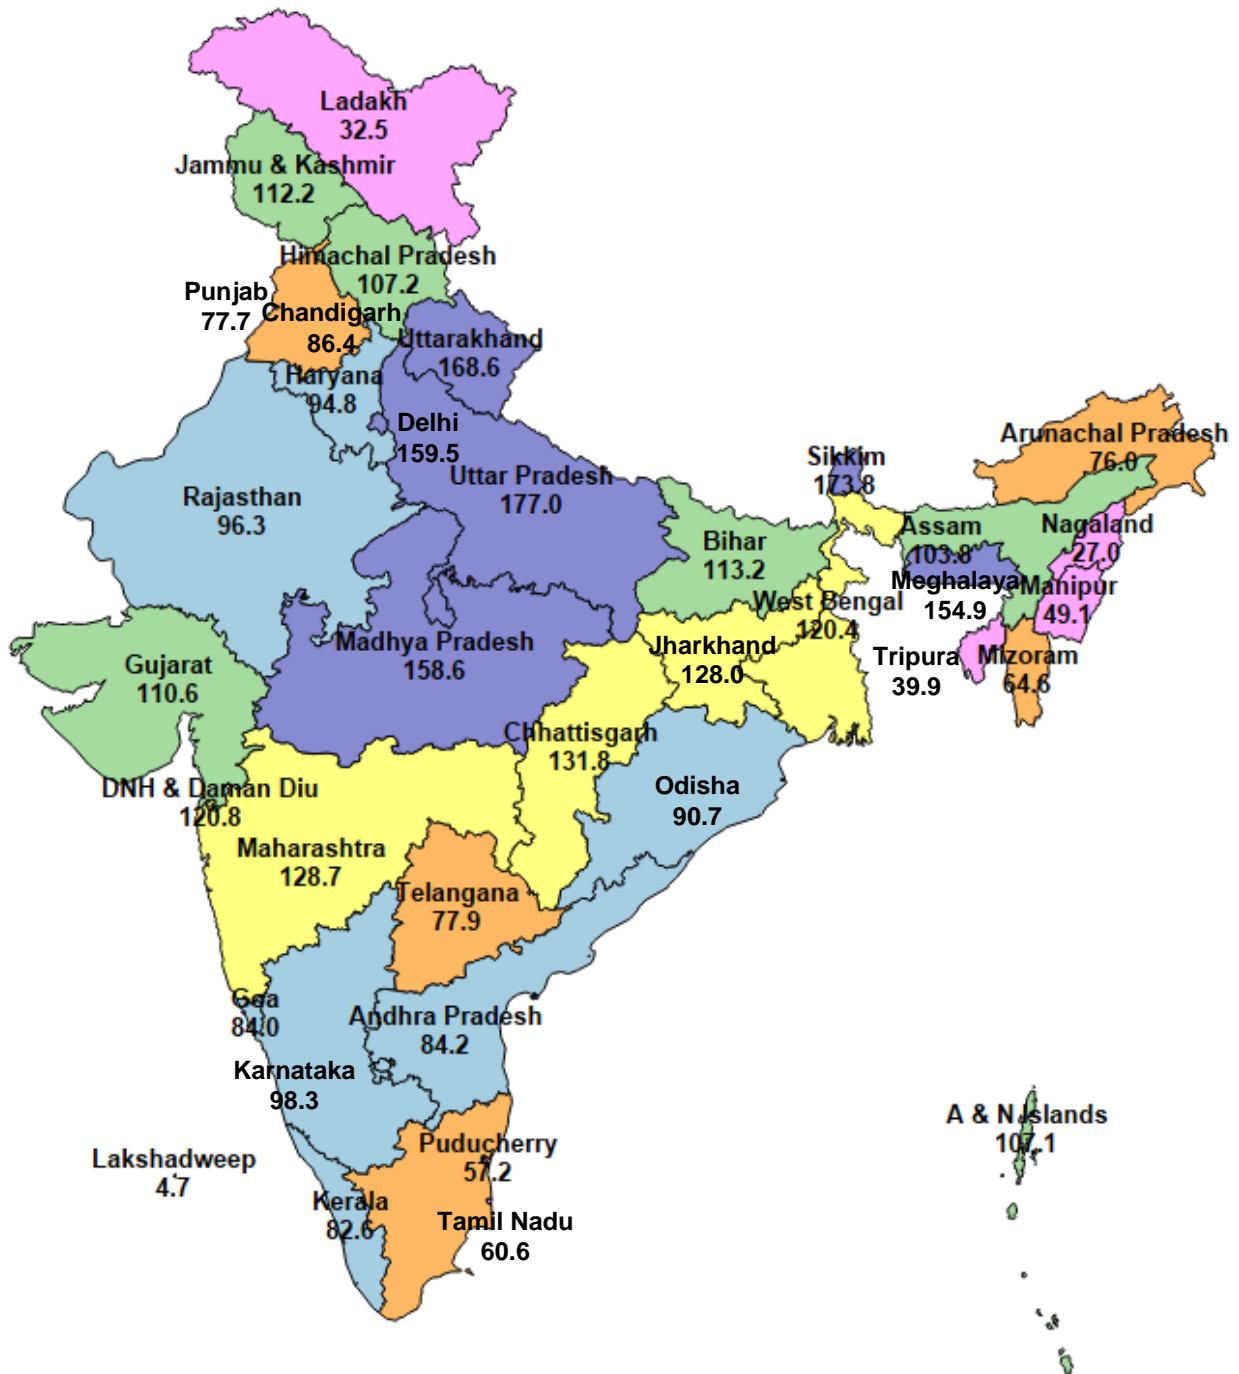 Ladakh
32.5
Jammu & Kashmir
112.2
Himachal Pradesh
107.2
Punjab
77.7
Chandigarh
86.4
Uttarakhand
168.6
Haryana
94.8
Delhi
159.5
Arunachal Pradesh
76.0
Sikkim
173.8
Uttar Pradesh
177.0
Rajasthan
96.3
Assam
103.8
Nagaland
27.0
Bihar
113.2
Meghalaya
154.9
Manipur
49.1
West Bengal
120.4
Madhya Pradesh
158.6
Jharkhand
128.0
Tripura
39.9
Mizoram
64.6
Gujarat
110.6
Chhattisgarh
131.8
DNH & Daman Diu
120.8
Odisha
90.7
Maharashtra
128.7
Telangana
77.9
Goa
84.0
Andhra Pradesh
84.2
Karnataka
98.3
A & N Islands
107.1
Puducherry
57.2
Lakshadweep
4.7
Kerala
82.6
Tamil Nadu
60.6